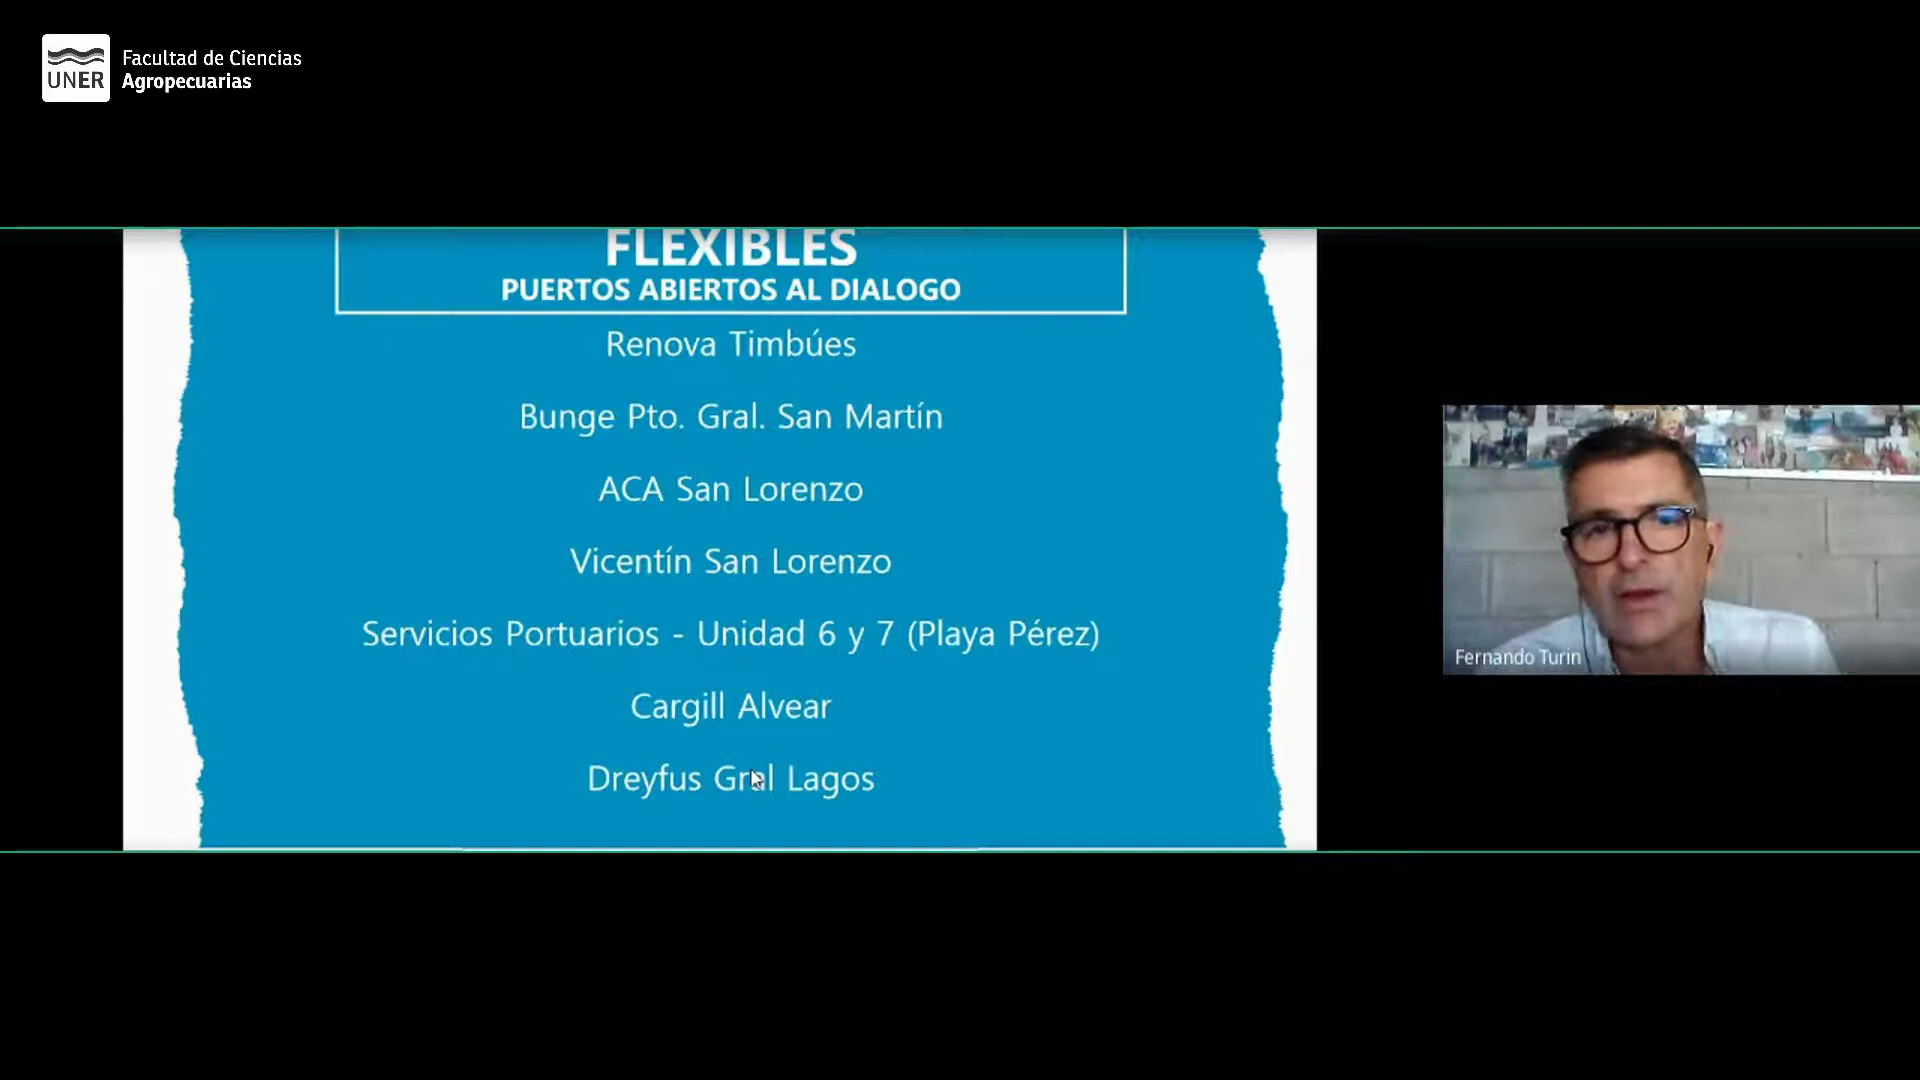 UNER
Facultad de Ciencias
Agropecuarias
FLEXIBLES
PUERTOS ABIERTOS AL DIALOGO
Renova Timbúes
Bunge Pto. Gral. San Martín
ACA San Lorenzo
Vicentín San Lorenzo
Servicios Portuarios - Unidad 6 y 7 (Playa Pérez)
Cargill Alvear
Dreyfus Gral Lagos
Fernando Turin